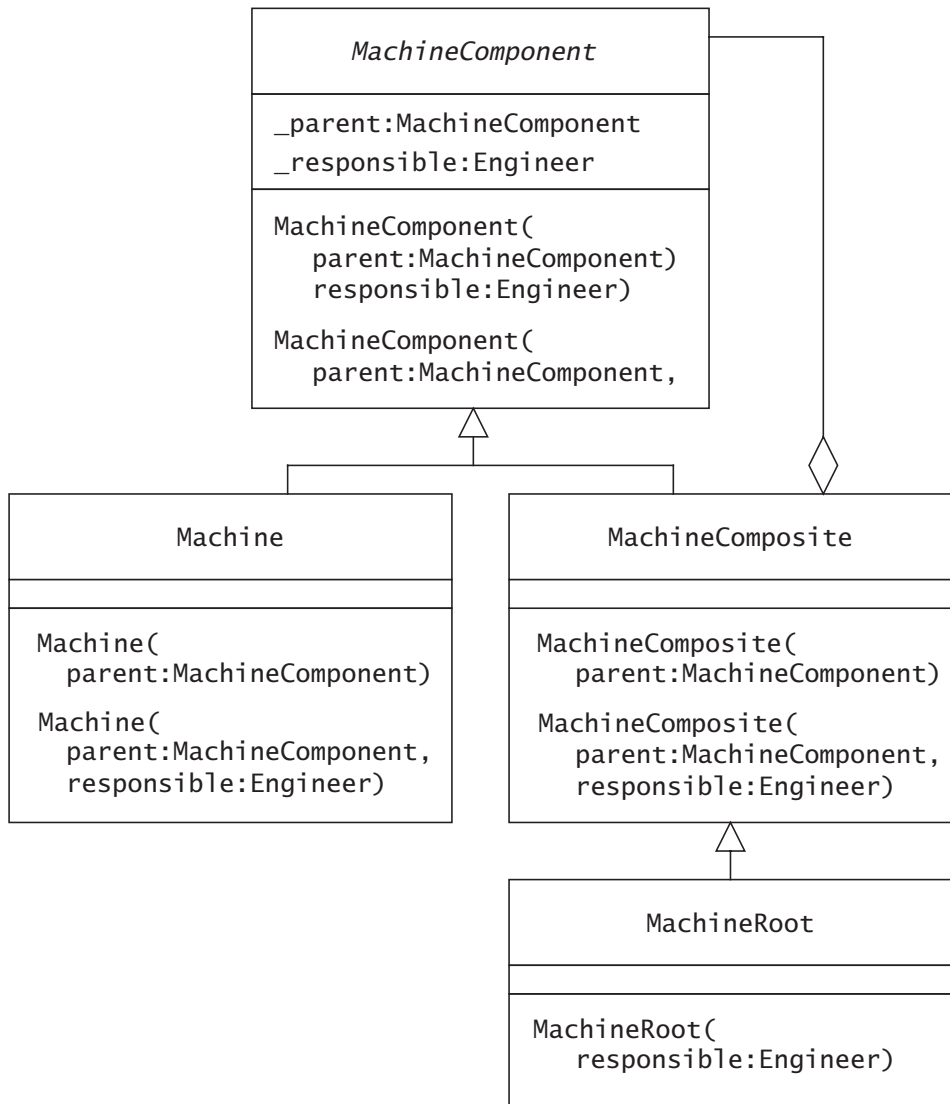 MachineComponent
_parent:MachineComponent
_responsible:Engineer
MachineComponent(
parent:MachineComponent)
responsible:Engineer)
MachineComponent(
parent:MachineComponent,
Machine
Machine(
parent:MachineComponent)
Machine(
parent:MachineComponent,
responsible:Engineer)
MachineComposite
MachineComposite(
parent:MachineComponent)
MachineComposite(
parent:MachineComponent,
responsible:Engineer)
MachineRoot
MachineRoot(
responsible:Engineer)